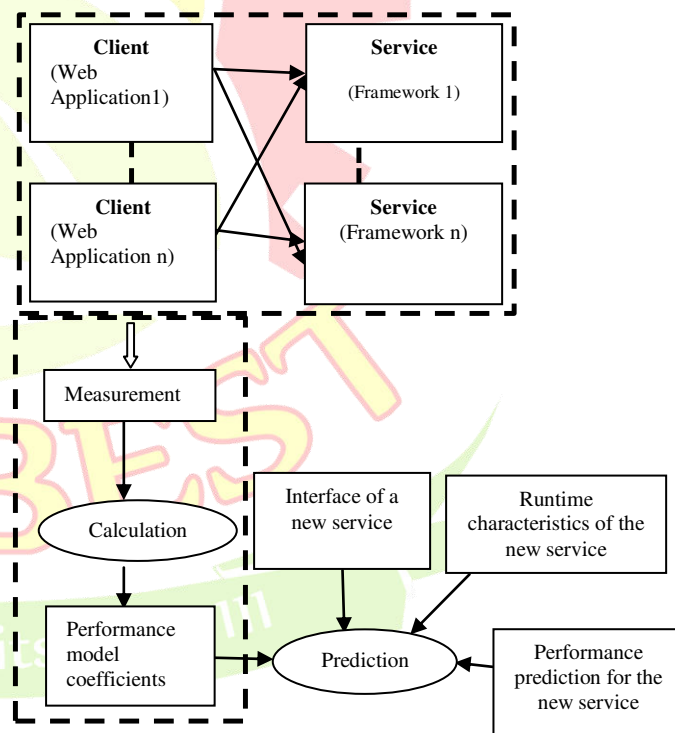 Client
(Web
Application1)
Service
(Framework 1)
Client
(Web
Application n)
Service
(Framework n)
Measurement
Calculation
Performance
model
coefficients
Interface of a
new service
Runtime
characteristics of the
new service
Prediction
Performance
prediction for the
new service
BEST